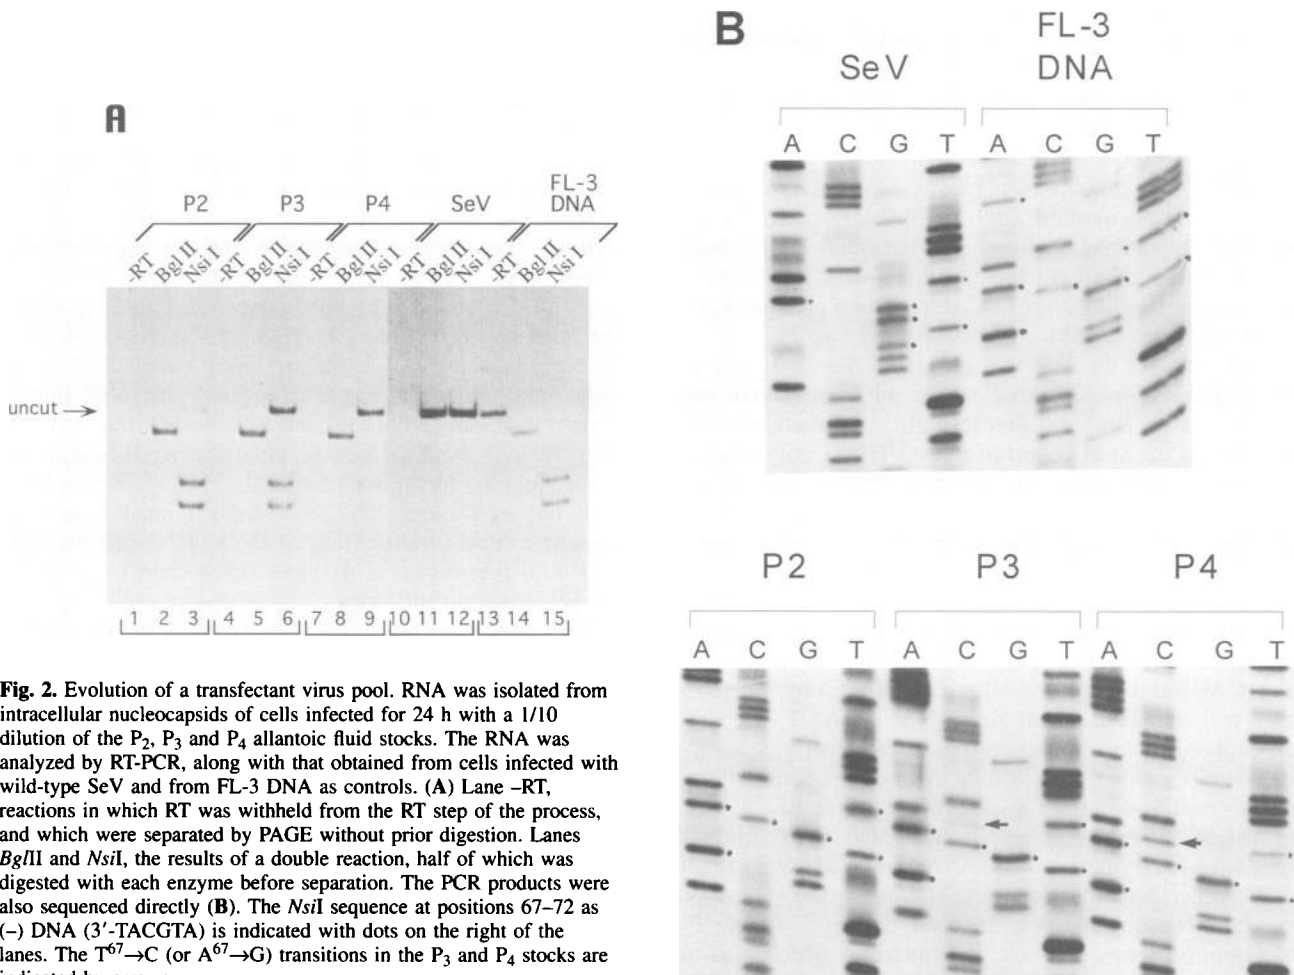 A
P2 P3 P4 SeV FL-3 DNA
-RT Bgl II Nsi I -RT Bgl II Nsi I -RT Bgl II Nsi I -RT Bgl II Nsi I -RT Bgl II Nsi I
uncut
1 2 3 4 5 6 7 8 9 10 11 12 13 14 15
Fig. 2. Evolution of a transfectant virus pool. RNA was isolated from
intracellular nucleocapsids of cells infected for 24 h with a 1/10
dilution of the P2, P3 and P4 allantoic fluid stocks. The RNA was
analyzed by RT-PCR, along with that obtained from cells infected with
wild-type SeV and from FL-3 DNA as controls. (A) Lane –RT,
reactions in which RT was withheld from the RT step of the process,
and which were separated by PAGE without prior digestion. Lanes
BglII and NsiI, the results of a double reaction, half of which was
digested with each enzyme before separation. The PCR products were
also sequenced directly (B). The NsiI sequence at positions 67–72 as
(–) DNA (3′-TACGTA) is indicated with dots on the right of the
lanes. The T67→C (or A67→G) transitions in the P3 and P4 stocks are
B
SeV FL-3 DNA
A C G T A C G T
P2 P3 P4
A C G T A C G T A C G T